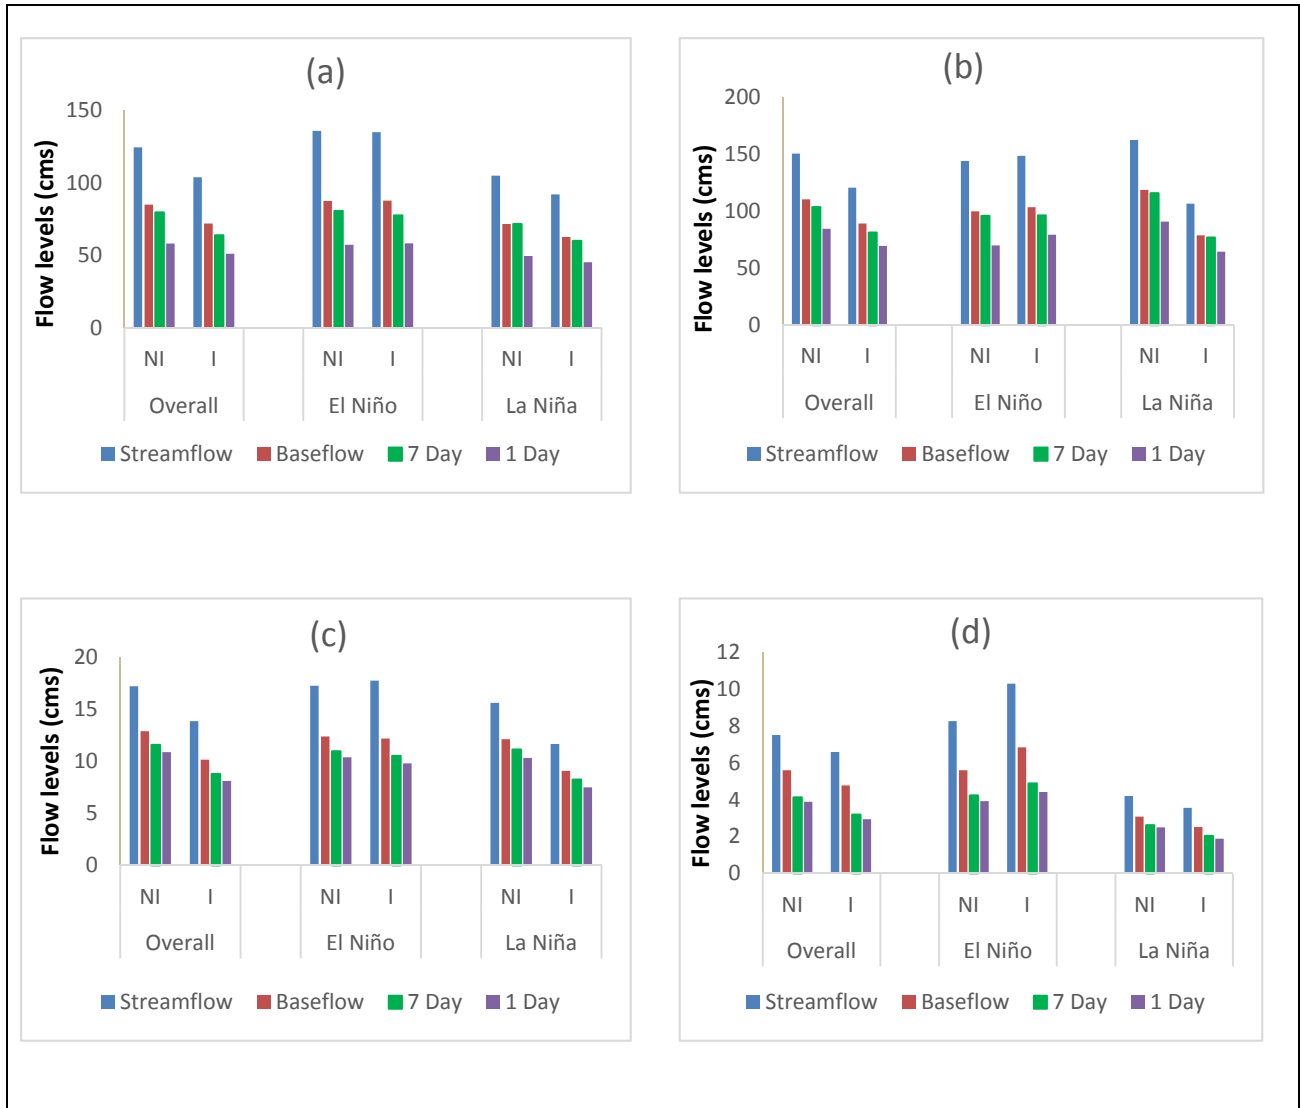 (a)
150
100
50
0
Flow levels (cms)
NI I NI I NI I
Overall El Niño La Niña
Streamflow Baseflow 7 Day 1 Day
(b)
200
150
100
50
0
Flow levels (cms)
NI I NI I NI I
Overall El Niño La Niña
Streamflow Baseflow 7 Day 1 Day
(c)
20
15
10
5
0
Flow levels (cms)
NI I NI I NI I
Overall El Niño La Niña
Streamflow Baseflow 7 Day 1 Day
(d)
12
10
8
6
4
2
0
Flow levels (cms)
NI I NI I NI I
Overall El Niño La Niña
Streamflow Baseflow 7 Day 1 Day